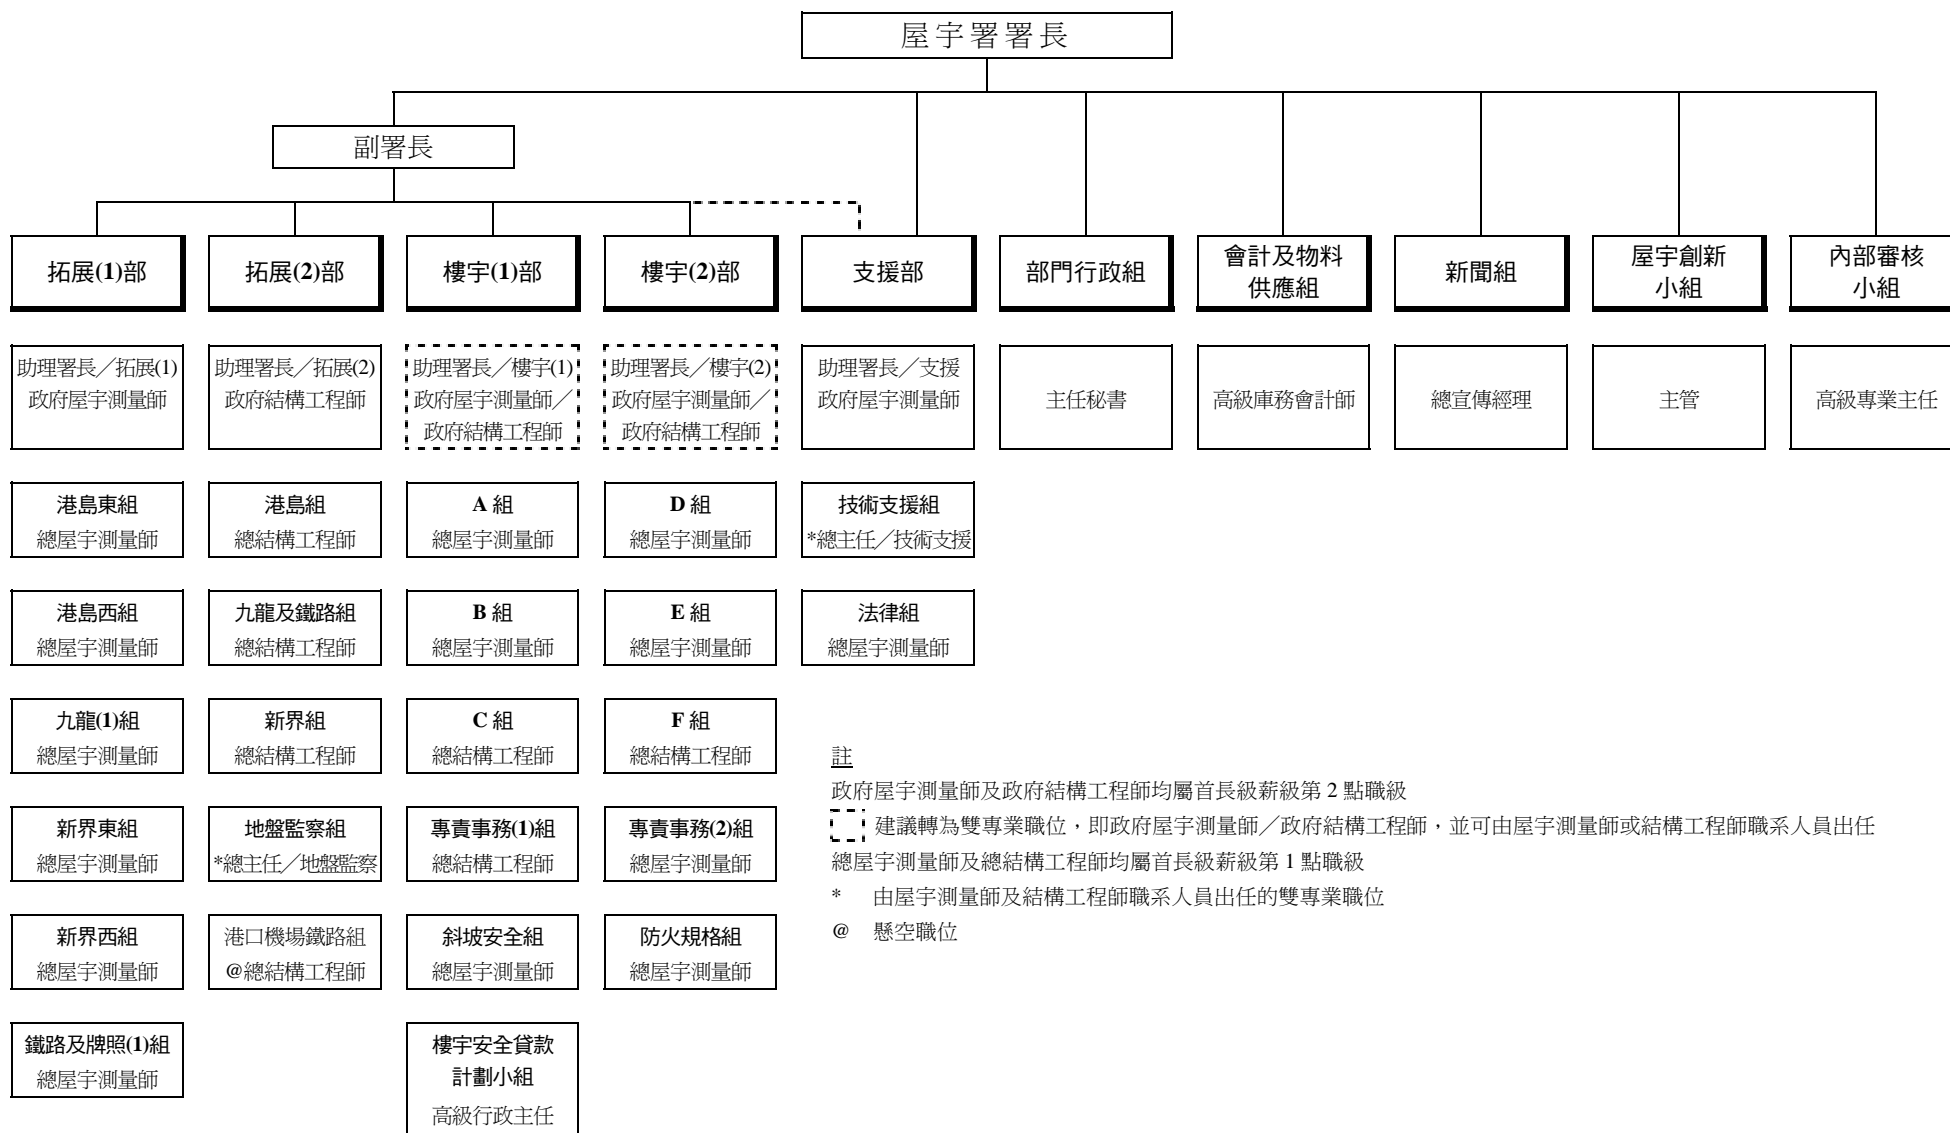 屋宇署署長
副署長
拓展(1)部
拓展(2)部
樓宇(1)部
樓宇(2)部
支援部
部門行政組
會計及物料
供應組
新聞組
屋宇創新
小組
內部審核
小組
助理署長／拓展(1)
政府屋宇測量師
助理署長／拓展(2)
政府結構工程師
助理署長／樓宇(1)
政府屋宇測量師／
政府結構工程師
助理署長／樓宇(2)
政府屋宇測量師／
政府結構工程師
助理署長／支援
政府屋宇測量師
主任秘書
高級庫務會計師
總宣傳經理
主管
高級專業主任
港島東組
總屋宇測量師
港島組
總結構工程師
A 組
總屋宇測量師
D 組
總屋宇測量師
技術支援組
*總主任／技術支援
港島西組
總屋宇測量師
九龍及鐵路組
總結構工程師
B 組
總屋宇測量師
E 組
總屋宇測量師
法律組
總屋宇測量師
九龍(1)組
總屋宇測量師
新界組
總結構工程師
C 組
總結構工程師
F 組
總結構工程師
新界東組
總屋宇測量師
地盤監察組
*總主任／地盤監察
專責事務(1)組
總結構工程師
專責事務(2)組
總屋宇測量師
新界西組
總屋宇測量師
港口機場鐵路組
@總結構工程師
斜坡安全組
總屋宇測量師
防火規格組
總屋宇測量師
鐵路及牌照(1)組
總屋宇測量師
樓宇安全貸款
計劃小組
高級行政主任
註
政府屋宇測量師及政府結構工程師均屬首長級薪級第 2 點職級
建議轉為雙專業職位，即政府屋宇測量師／政府結構工程師，並可由屋宇測量師或結構工程師職系人員出任
總屋宇測量師及總結構工程師均屬首長級薪級第 1 點職級
* 由屋宇測量師及結構工程師職系人員出任的雙專業職位
@ 懸空職位